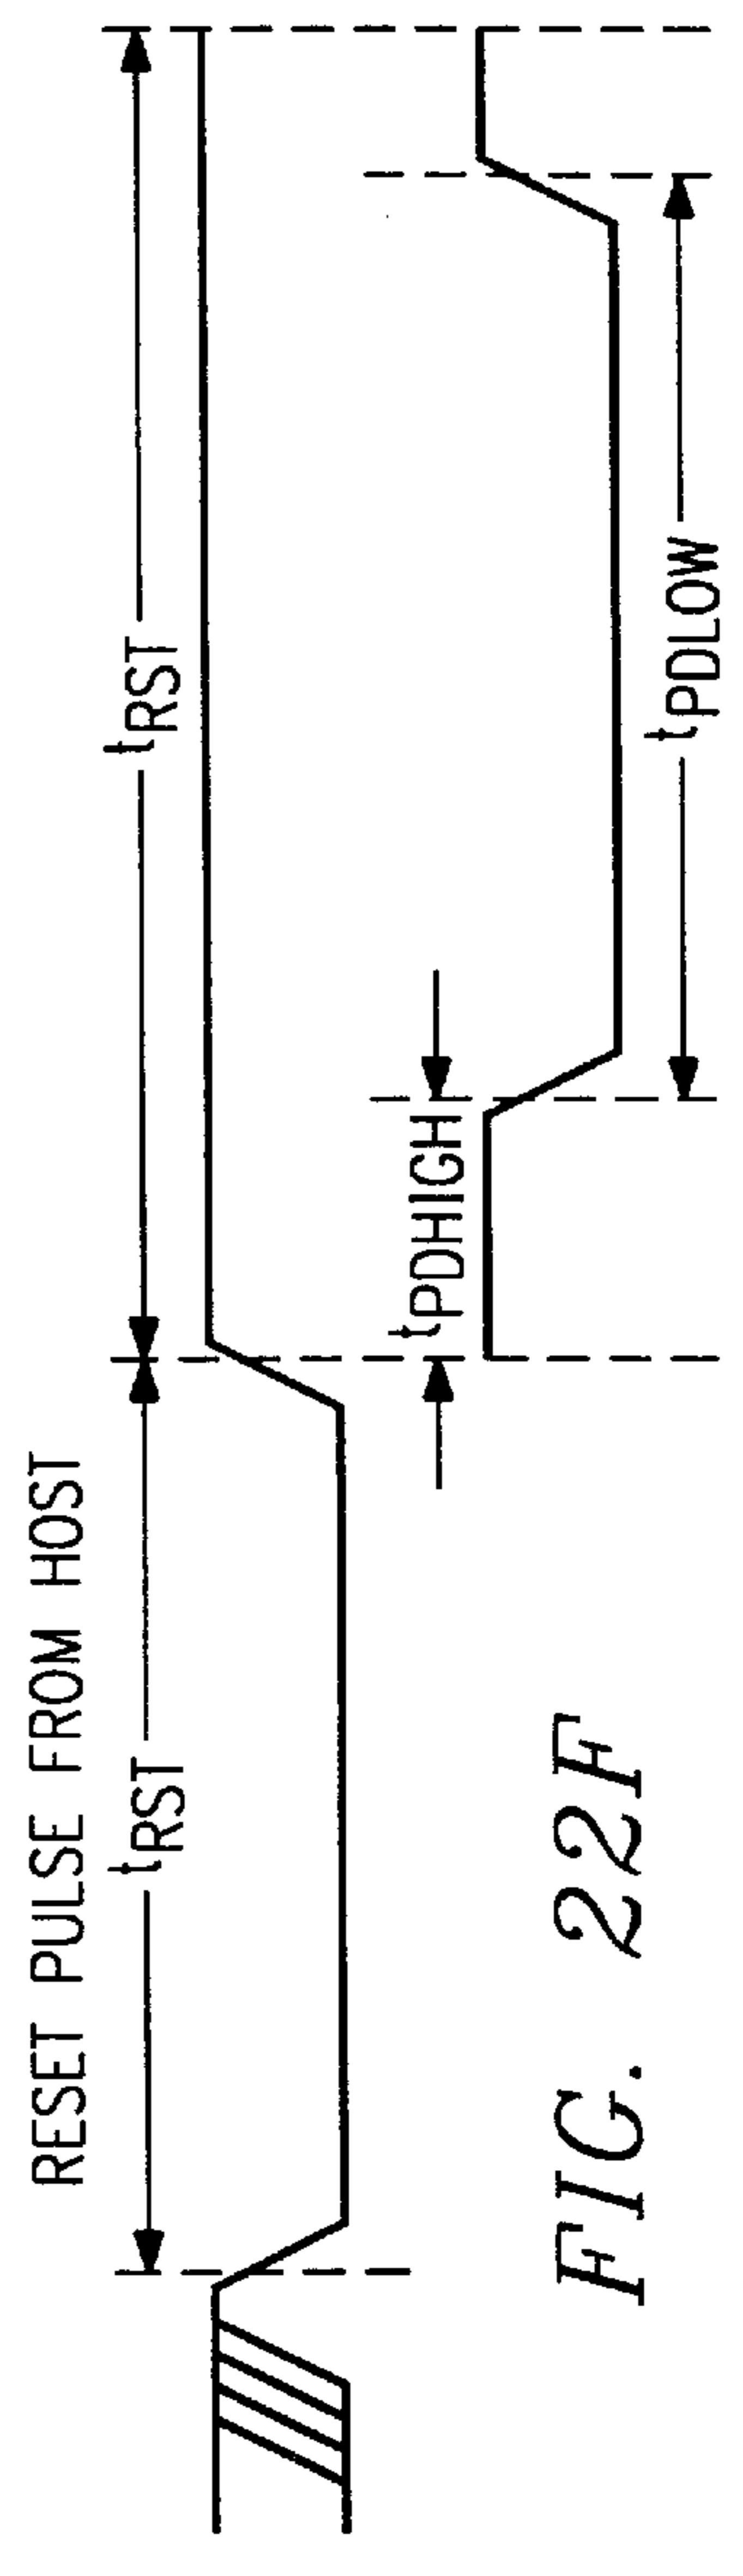 RESET PULSE FROM HOST
tRST
tRST
tPDHIGH
tPDLOW
FIG. 22F